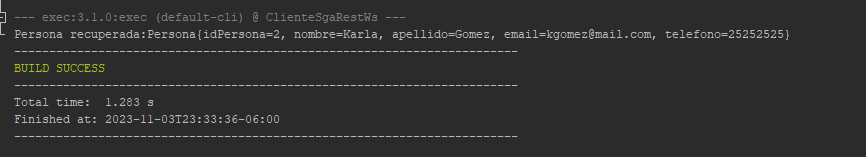 --- exec:3.1.0:exec (default-cli) @ ClienteSgaRestWs ---
Persona recuperada:Persona{idPersona=2, nombre=Karla, apellido=Gomez, email=kgomez@mail.com, telefono=25252525}
------------------------------------------------------------------------
BUILD SUCCESS
------------------------------------------------------------------------
Total time:  1.283 s
Finished at: 2023-11-03T23:33:36-06:00
------------------------------------------------------------------------